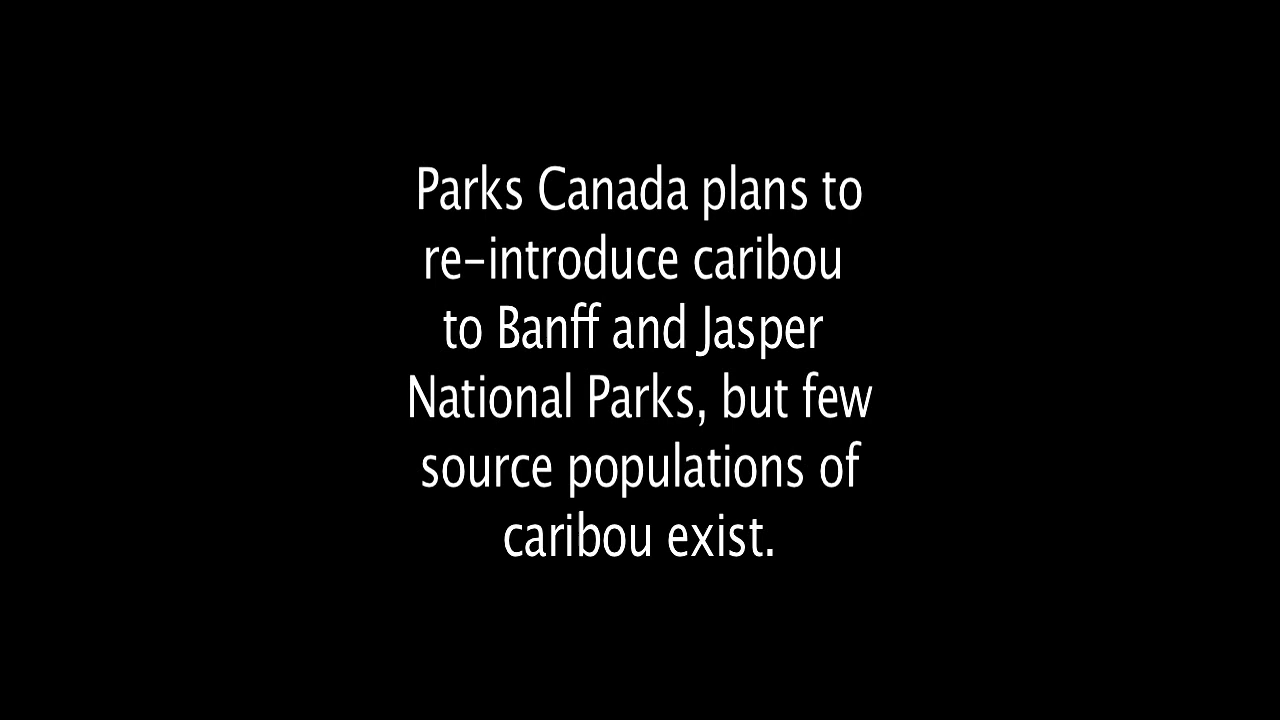 Parks Canada plans to
re-introduce caribou
to Banff and Jasper
National Parks, but few
source populations of
caribou exist.